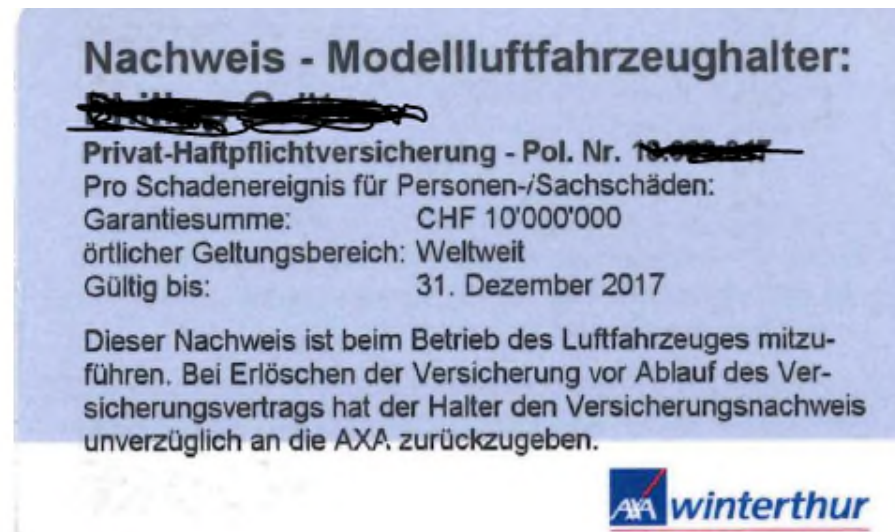 Nachweis - Modellluftfahrzeughalter:
Privat-Haftpflichtversicherung - Pol. Nr.
Pro Schadenereignis für Personen-/Sachschäden:
Garantiesumme: CHF 10'000'000
örtlicher Geltungsbereich: Weltweit
Gültig bis: 31. Dezember 2017
Dieser Nachweis ist beim Betrieb des Luftfahrzeuges mitzu-
führen. Bei Erlöschen der Versicherung vor Ablauf des Ver-
sicherungsvertrags hat der Halter den Versicherungsnachweis
unverzüglich an die AXA zurückzugeben.
AXA winterthur